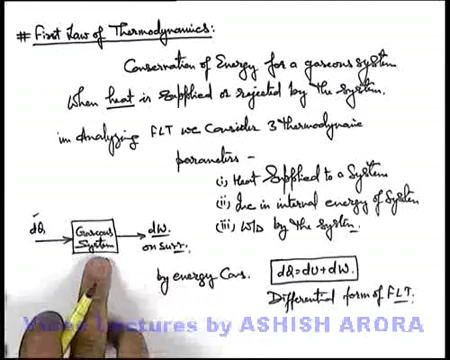 # First Law of Thermodynamics:
Conservation of Energy for a gaseous system
When heat is supplied or rejected by the System.
in Analyzing FLT we Consider 3 thermodynamic
parameters -
(i) Heat Supplied to a System
(ii) Inc in internal energy of System
(iii) W/D by the System.
dQ → Gaseous System → dW on surr.
by energy Cons. dQ = dU + dW.
Differential form of FLT.
Video Lectures by ASHISH ARORA